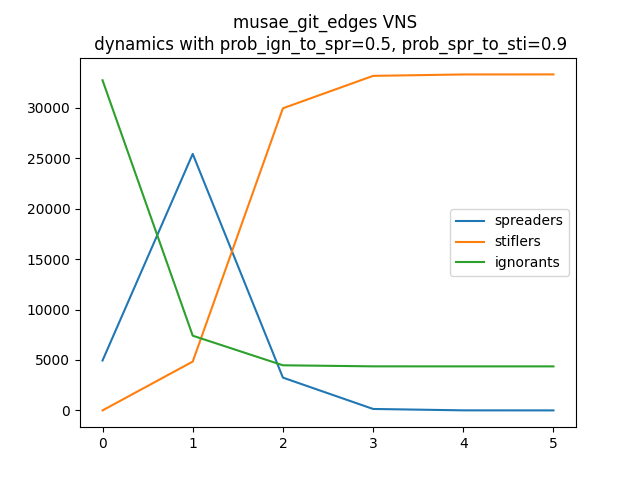 musae_git_edges VNS
dynamics with prob_ign_to_spr=0.5, prob_spr_to_sti=0.9
30000
25000
20000
15000
10000
5000
0
spreaders
stiflers
ignorants
0 1 2 3 4 5